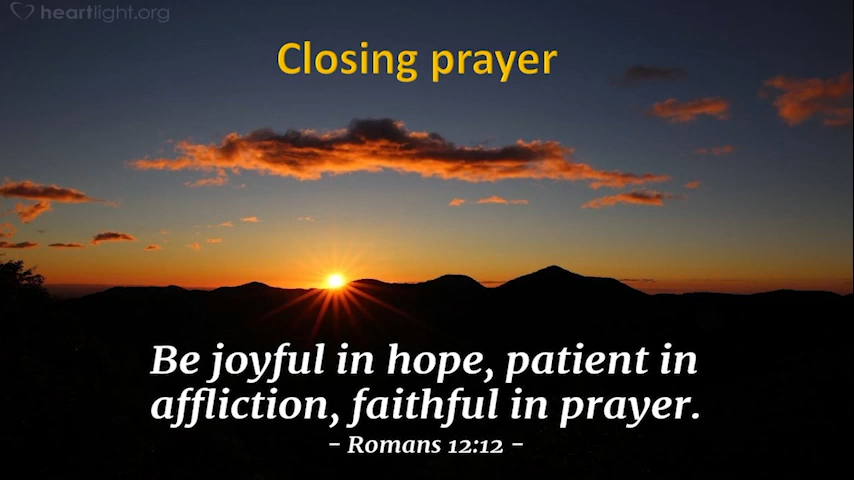 heartlight.org
Closing prayer
Be joyful in hope, patient in
affliction, faithful in prayer.
- Romans 12:12 -